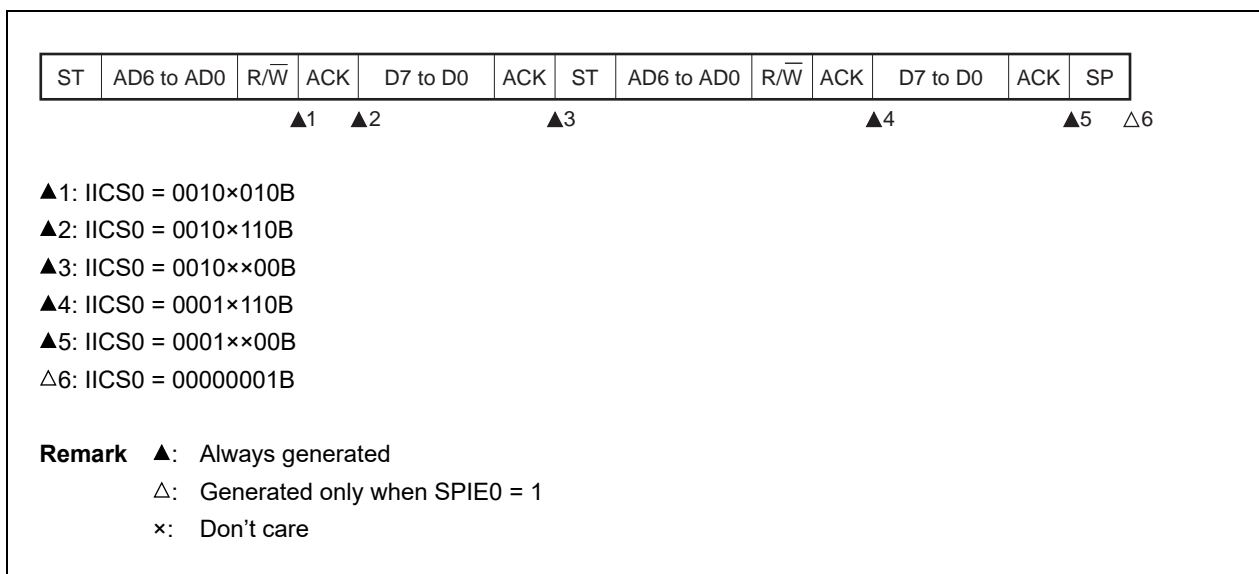 ST AD6 to AD0 R/W̅ ACK D7 to D0 ACK ST AD6 to AD0 R/W̅ ACK D7 to D0 ACK SP
▲1 ▲2 ▲3 ▲4 ▲5 △6
▲1: IICS0 = 0010×010B
▲2: IICS0 = 0010×110B
▲3: IICS0 = 0010××00B
▲4: IICS0 = 0001×110B
▲5: IICS0 = 0001××00B
△6: IICS0 = 00000001B
Remark ▲: Always generated
△: Generated only when SPIE0 = 1
×: Don’t care